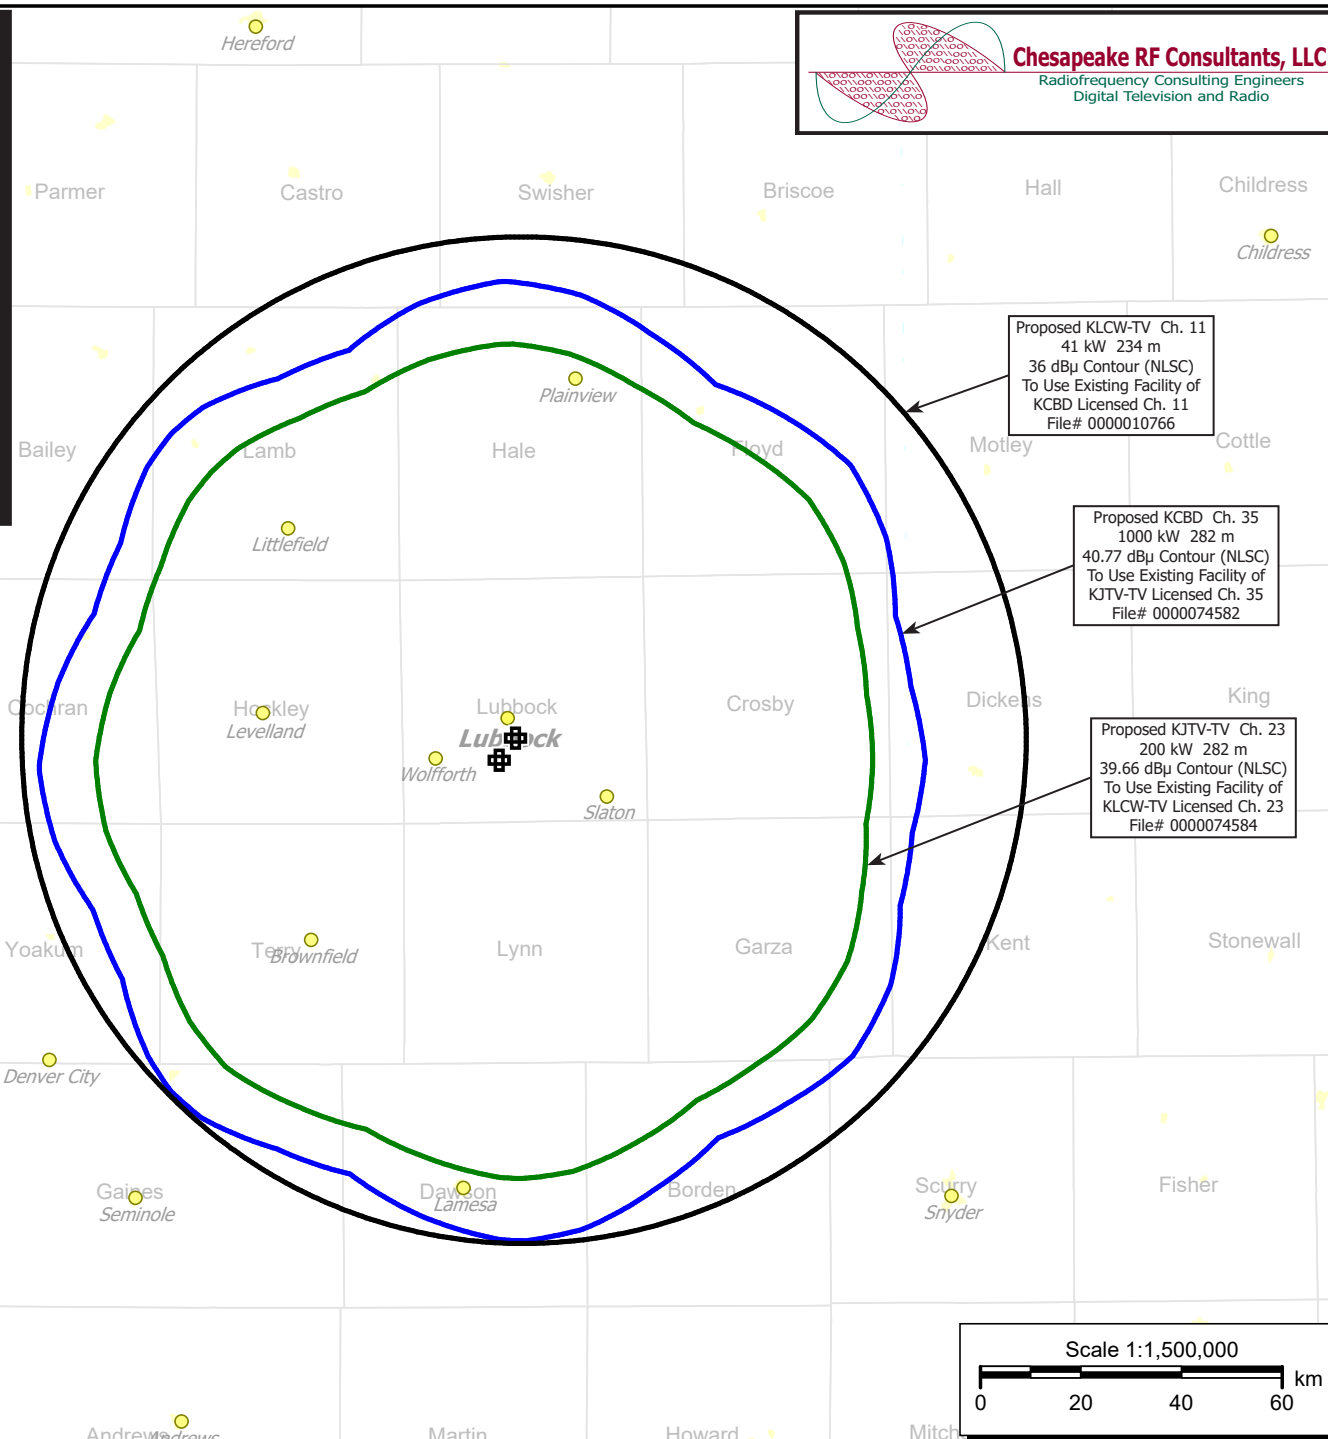 Hereford
Chesapeake RF Consultants, LLC
Radiofrequency Consulting Engineers
Digital Television and Radio
Parmer
Castro
Swisher
Briscoe
Hall
Childress
Childress
Proposed KLCW-TV Ch. 11
41 kW 234 m
36 dBµ Contour (NLSC)
To Use Existing Facility of
KCBD Licensed Ch. 11
File# 0000010766
Plainview
Bailey
Lamb
Hale
Floyd
Motley
Cottle
Littlefield
Proposed KCBD Ch. 35
1000 kW 282 m
40.77 dBµ Contour (NLSC)
To Use Existing Facility of
KJTV-TV Licensed Ch. 35
File# 0000074582
Cochran
Hockley
Levelland
Lubbock
Lubbock
Wolfforth
Slaton
Crosby
Dickens
King
Proposed KJTV-TV Ch. 23
200 kW 282 m
39.66 dBµ Contour (NLSC)
To Use Existing Facility of
KLCW-TV Licensed Ch. 23
File# 0000074584
Yoakum
Terry
Brownfield
Lynn
Garza
Kent
Stonewall
Denver City
Gaines
Seminole
Dawson
Lamesa
Borden
Scurry
Snyder
Fisher
Scale 1:1,500,000
km
0 20 40 60
Andrews
Andrews
Martin
Howard
Mitch